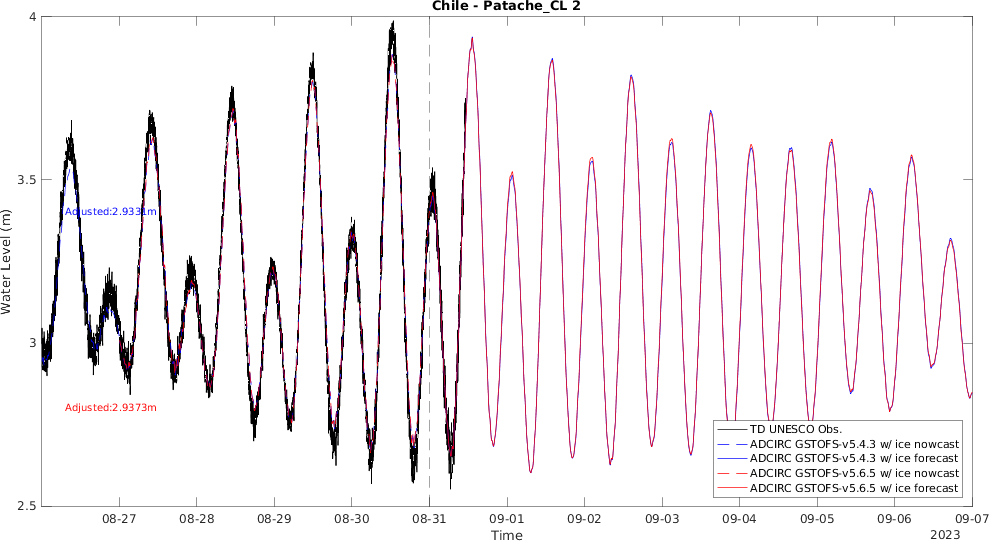 Chile - Patache_CL 2
Water Level (m)
4
3.5
3
2.5
Adjusted:2.9331m
Adjusted:2.9373m
TD UNESCO Obs.
ADCIRC GSTOFS-v5.4.3 w/ ice nowcast
ADCIRC GSTOFS-v5.4.3 w/ ice forecast
ADCIRC GSTOFS-v5.6.5 w/ ice nowcast
ADCIRC GSTOFS-v5.6.5 w/ ice forecast
08-27 08-28 08-29 08-30 08-31 09-01 09-02 09-03 09-04 09-05 09-06 09-07
Time
2023